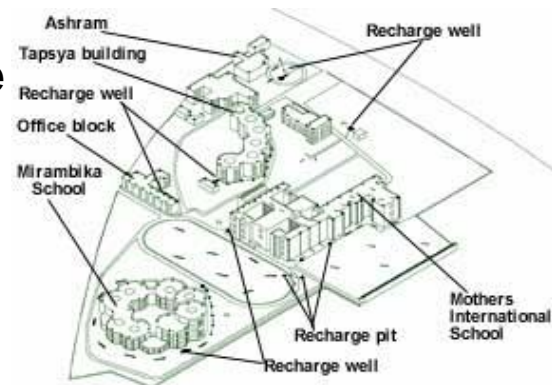 Ashram
Tapsya building
Recharge well
Office block
Mirambika
School
Recharge well
Mothers
International
School
Recharge pit
Recharge well